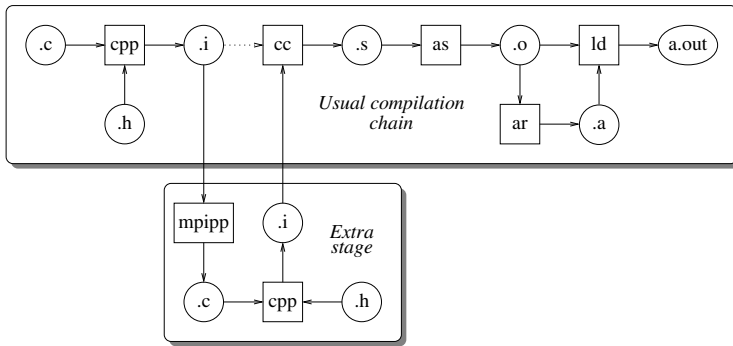 .c
cpp
.i
cc
.s
as
.o
ld
a.out
.h
Usual compilation
chain
ar
.a
mpipp
.i
Extra
stage
.c
cpp
.h